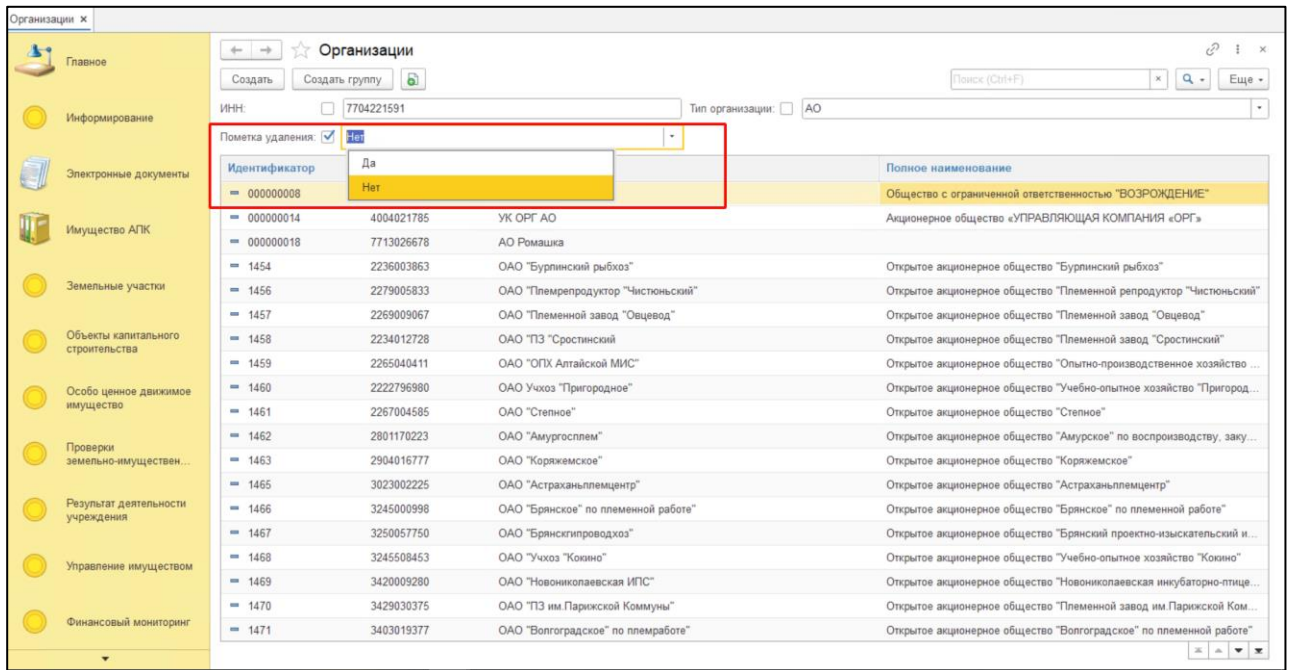 Организации ×
Главное
Информирование
Электронные документы
Имущество АПК
Земельные участки
Объекты капитального
строительства
Особо ценное движимое
имущество
Проверки
земельно-имуществен...
Результат деятельности
учреждения
Управление имуществом
Финансовый мониторинг
Организации
Создать Создать группу Поиск (Ctrl+F) × Еще
ИНН: 7704221591 Тип организации: АО
Пометка удаления: Нет
Да
Нет
Идентификатор Полное наименование
000000008 Общество с ограниченной ответственностью "ВОЗРОЖДЕНИЕ"
000000014 4004021785 УК ОРГ АО Акционерное общество «УПРАВЛЯЮЩАЯ КОМПАНИЯ «ОРГ»
000000018 7713026678 АО Ромашка
1454 2236003863 ОАО "Бурлинский рыбхоз" Открытое акционерное общество "Бурлинский рыбхоз"
1456 2279005833 ОАО "Племрепродуктор "Чистюньский" Открытое акционерное общество "Племенной репродуктор "Чистюньский"
1457 2269009067 ОАО "Племенной завод "Овцевод" Открытое акционерное общество "Племенной завод "Овцевод"
1458 2234012728 ОАО "ПЗ "Сростинский Открытое акционерное общество "Племенной завод "Сростинский"
1459 2265040411 ОАО "ОПХ Алтайской МИС" Открытое акционерное общество "Опытно-производственное хозяйство ...
1460 2222796980 ОАО Учхоз "Пригородное" Открытое акционерное общество "Учебно-опытное хозяйство "Пригород...
1461 2267004585 ОАО "Степное" Открытое акционерное общество "Степное"
1462 2801170223 ОАО "Амургосплем" Открытое акционерное общество "Амурское" по воспроизводству, заку...
1463 2904016777 ОАО "Коряжемское" Открытое акционерное общество "Коряжемское"
1465 3023002225 ОАО "Астраханьплемцентр" Открытое акционерное общество "Астраханьплемцентр"
1466 3245000998 ОАО "Брянское" по племенной работе" Открытое акционерное общество "Брянское" по племенной работе"
1467 3250057750 ОАО "Брянскгипроводхоз" Открытое акционерное общество "Брянский проектно-изыскательский и...
1468 3245508453 ОАО "Учхоз "Кокино" Открытое акционерное общество "Учебно-опытное хозяйство "Кокино"
1469 3420009280 ОАО "Новониколаевская ИПС" Открытое акционерное общество "Новониколаевская инкубаторно-птице...
1470 3429030375 ОАО "ПЗ им.Парижской Коммуны" Открытое акционерное общество "Племенной завод им.Парижской Ком...
1471 3403019377 ОАО "Волгоградское" по племработе" Открытое акционерное общество "Волгоградское" по племенной работе"